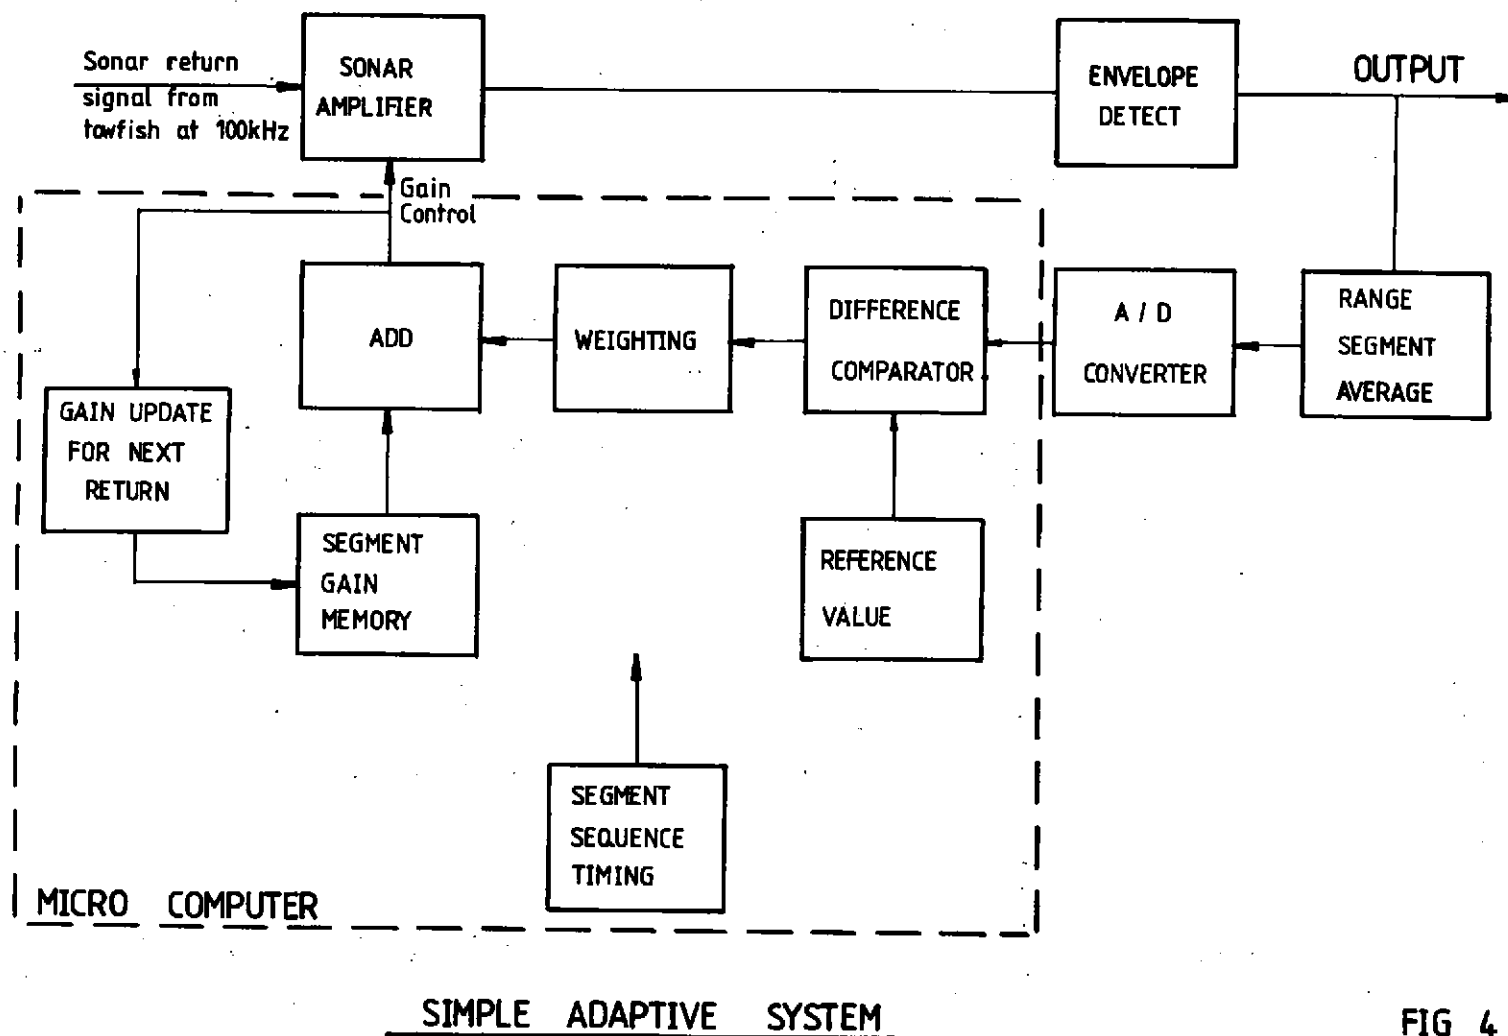 Sonar return
signal from
towfish at 100kHz
SONAR
AMPLIFIER
ENVELOPE
DETECT
OUTPUT
Gain
Control
ADD
WEIGHTING
DIFFERENCE
COMPARATOR
A / D
CONVERTER
RANGE
SEGMENT
AVERAGE
GAIN UPDATE
FOR NEXT
RETURN
SEGMENT
GAIN
MEMORY
REFERENCE
VALUE
SEGMENT
SEQUENCE
TIMING
MICRO COMPUTER
SIMPLE ADAPTIVE SYSTEM
FIG 4